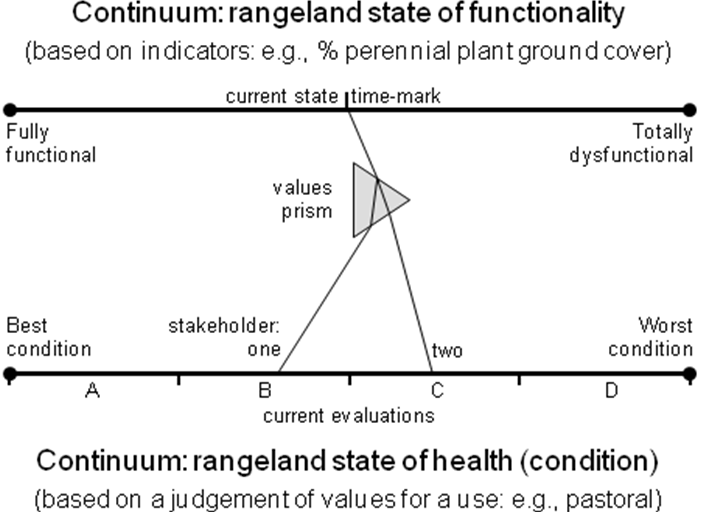 Continuum: rangeland state of functionality
(based on indicators: e.g., % perennial plant ground cover)
current state time-mark
Fully
functional
Totally
dysfunctional
values
prism
Best
condition
stakeholder:
one
two
Worst
condition
A B C D
current evaluations
Continuum: rangeland state of health (condition)
(based on a judgement of values for a use: e.g., pastoral)